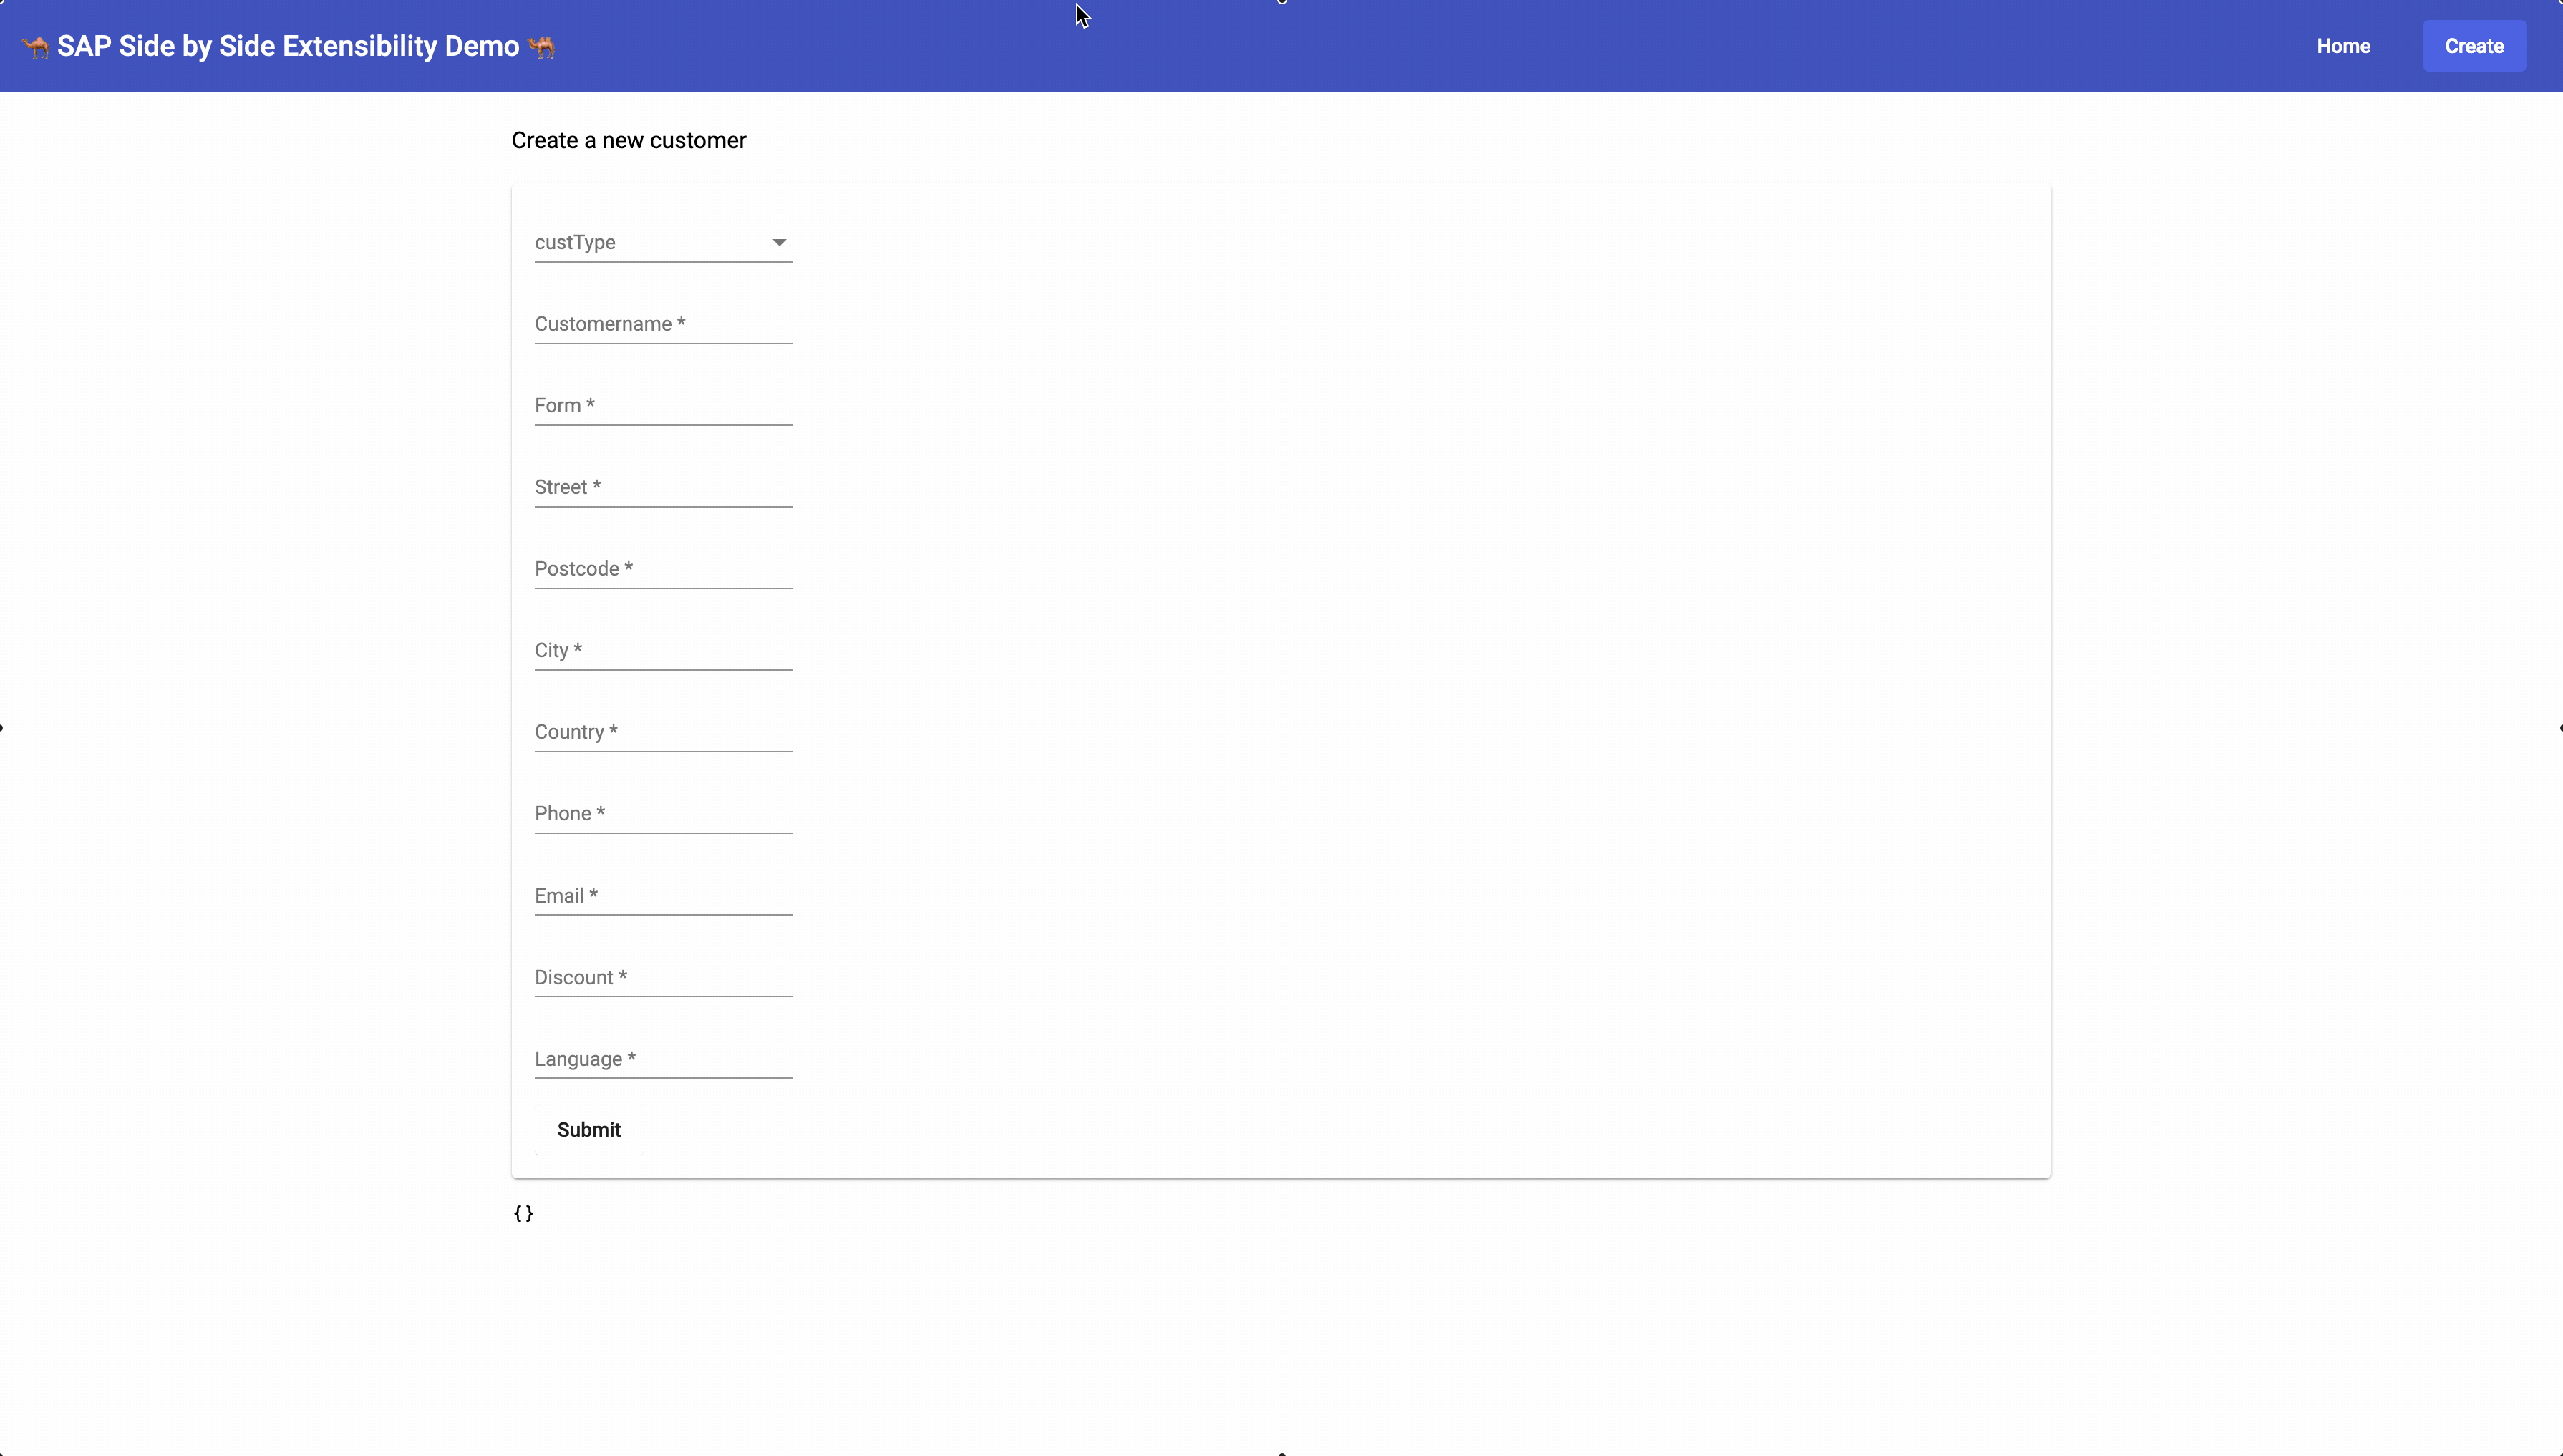 🐪 SAP Side by Side Extensibility Demo 🐫
Home
Create
Create a new customer
custType
Customername *
Form *
Street *
Postcode *
City *
Country *
Phone *
Email *
Discount *
Language *
Submit
{}